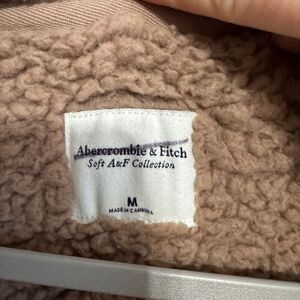 Abercrombie & Fitch
Soft A&F Collection
M
MADE IN CAMBODIA